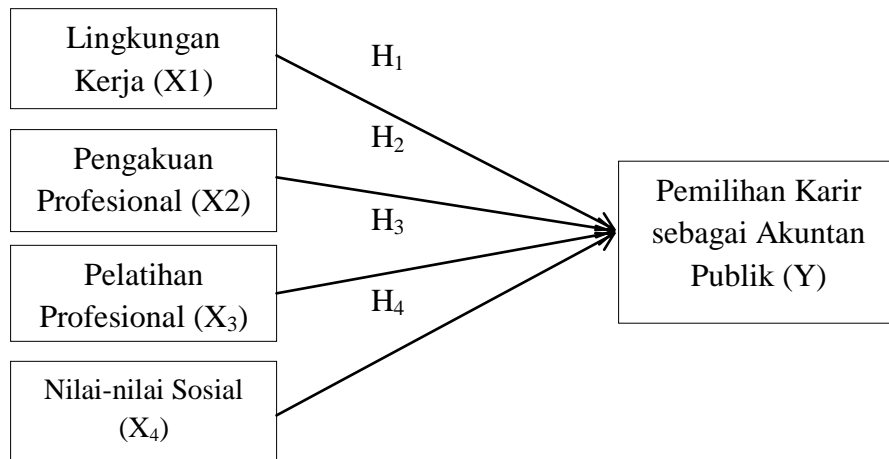 Lingkungan
Kerja (X1)
H₁
H₂
Pengakuan
Profesional (X2)
H₃
Pelatihan
Profesional (X₃)
H₄
Nilai-nilai Sosial
(X₄)
Pemilihan Karir
sebagai Akuntan
Publik (Y)